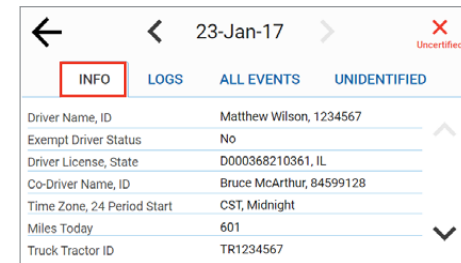 23-Jan-17
Uncertified
INFO LOGS ALL EVENTS UNIDENTIFIED
Driver Name, ID Matthew Wilson, 1234567
Exempt Driver Status No
Driver License, State D000368210361, IL
Co-Driver Name, ID Bruce McArthur, 84599128
Time Zone, 24 Period Start CST, Midnight
Miles Today 601
Truck Tractor ID TR1234567